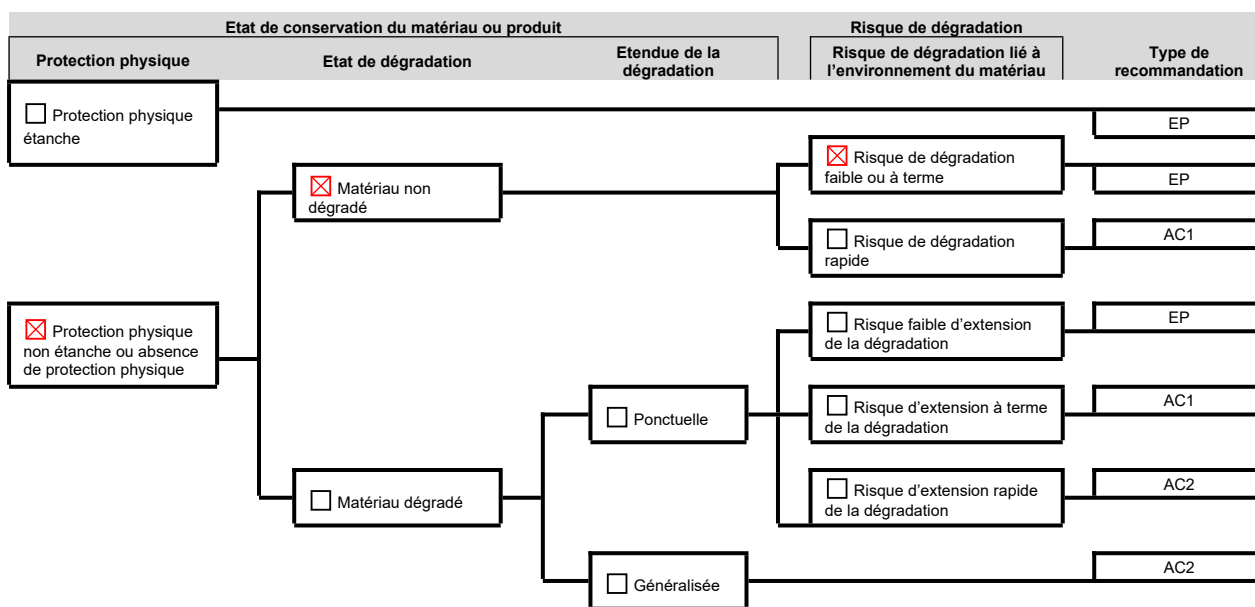 Etat de conservation du matériau ou produit
Risque de dégradation
Protection physique
Etat de dégradation
Etendue de la
dégradation
Risque de dégradation lié à
l'environnement du matériau
Type de
recommandation
Protection physique
étanche
EP
Matériau non
dégradé
Risque de dégradation
faible ou à terme
EP
Risque de dégradation
rapide
AC1
Protection physique
non étanche ou absence
de protection physique
Risque faible d'extension
de la dégradation
EP
Ponctuelle
Risque d'extension à terme
de la dégradation
AC1
Matériau dégradé
Risque d'extension rapide
de la dégradation
AC2
Généralisée
AC2